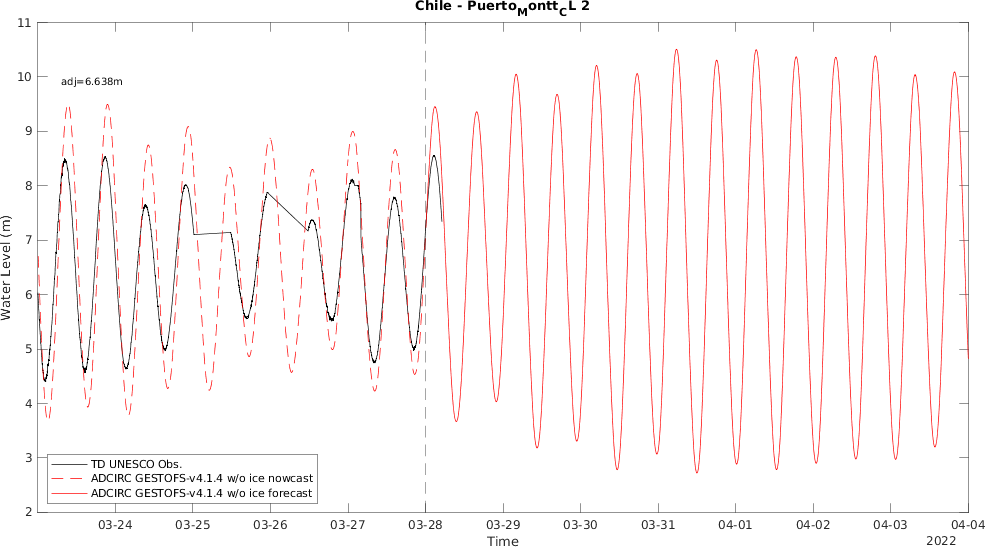 Chile - Puerto_Montt_CL 2
11
adj=6.638m
10
9
8
7
6
5
4
3
2
Water Level (m)
TD UNESCO Obs.
ADCIRC GESTOFS-v4.1.4 w/o ice nowcast
ADCIRC GESTOFS-v4.1.4 w/o ice forecast
03-24 03-25 03-26 03-27 03-28 03-29 03-30 03-31 04-01 04-02 04-03 04-04
Time
2022